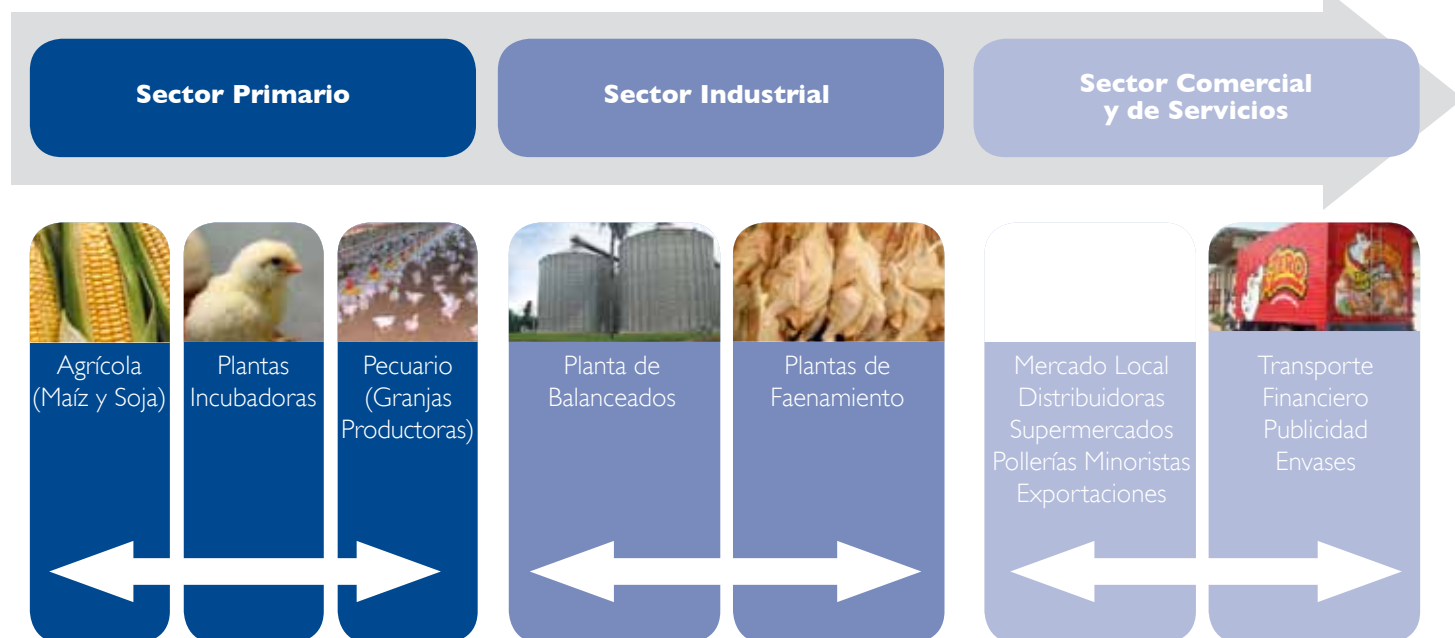 Sector Primario
Sector Industrial
Sector Comercial
y de Servicios
Agrícola
(Maíz y Soja)
Plantas
Incubadoras
Pecuario
(Granjas
Productoras)
Planta de
Balanceados
Plantas de
Faenamiento
Mercado Local
Distribuidoras
Supermercados
Pollerías Minoristas
Exportaciones
Transporte
Financiero
Publicidad
Envases